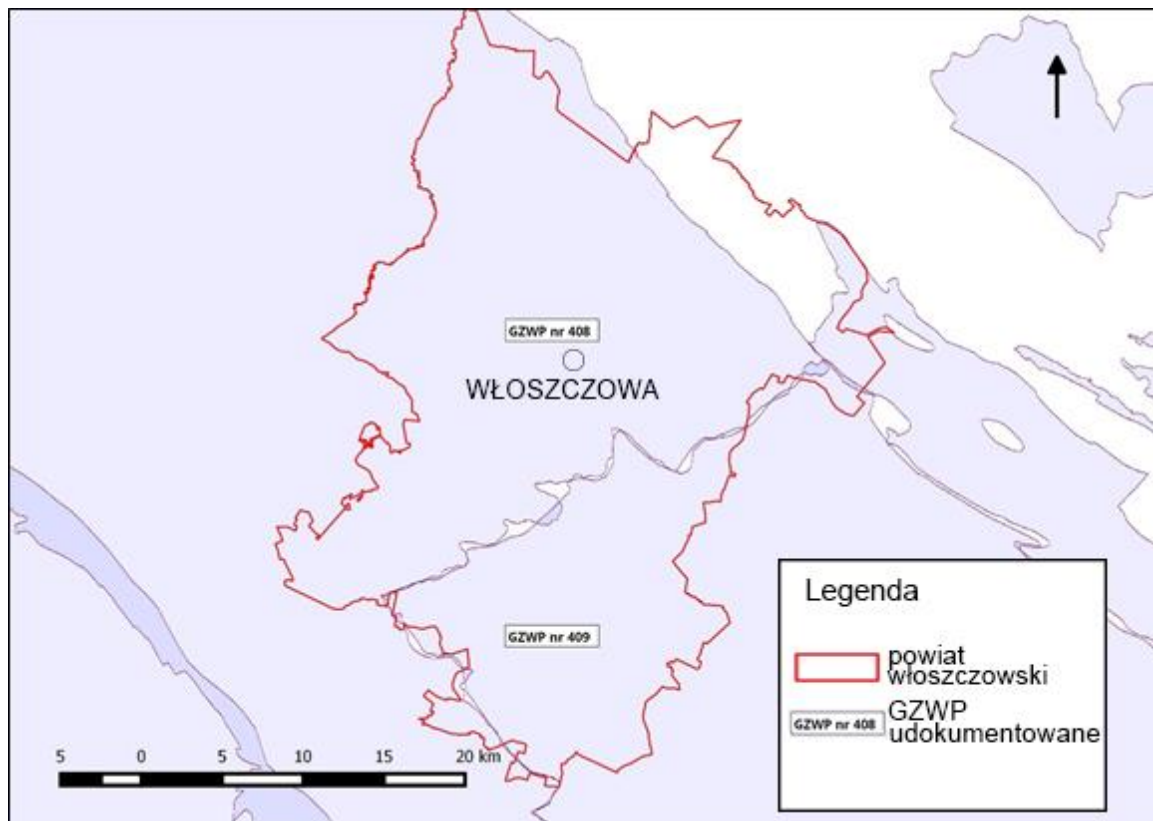 GZWP nr 408
WŁOSZCZOWA
GZWP nr 409
Legenda
powiat
włoszczowski
GZWP nr 408
GZWP
udokumentowane
5 0 5 10 15 20 km